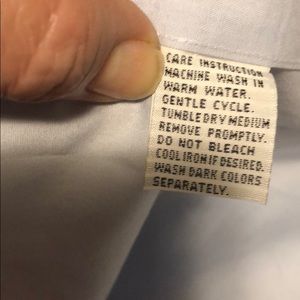 CARE INSTRUCTION
MACHINE WASH IN
WARM WATER.
GENTLE CYCLE.
TUMBLE DRY MEDIUM
REMOVE PROMPTLY.
DO NOT BLEACH
COOL IRON IF DESIRED.
WASH DARK COLORS
SEPARATELY.